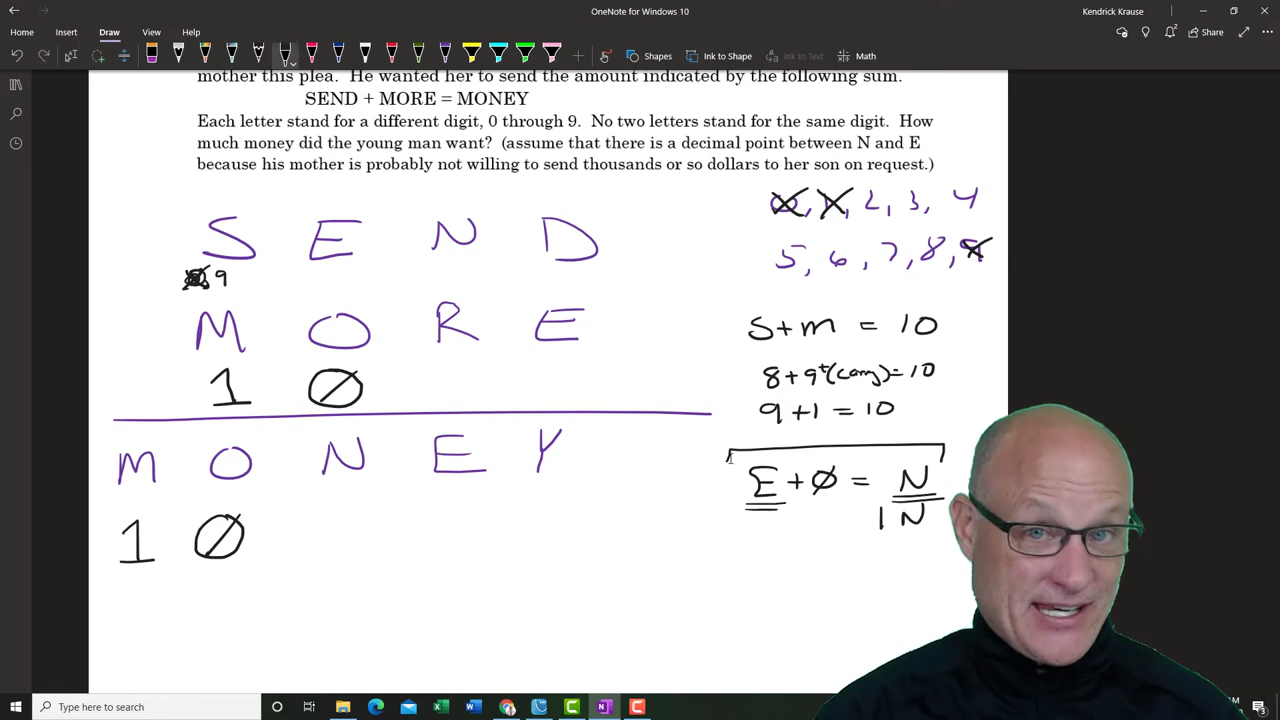 OneNote for Windows 10
Kendrick Krause
Home Insert Draw View Help
Shapes Ink to Shape Ink to Text Math
Share
mother this plea. He wanted her to send the amount indicated by the following sum.
SEND + MORE = MONEY
Each letter stand for a different digit, 0 through 9. No two letters stand for the same digit. How
much money did the young man want? (assume that there is a decimal point between N and E
because his mother is probably not willing to send thousands or so dollars to her son on request.)
0, 1, 2, 3, 4
5, 6, 7, 8, 9
S E N D
9
M O R E
1 0
M O N E Y
1 0
S + m = 10
8 + 9 + (carry) = 10
9 + 1 = 10
E + 0 = N
1 N
Type here to search